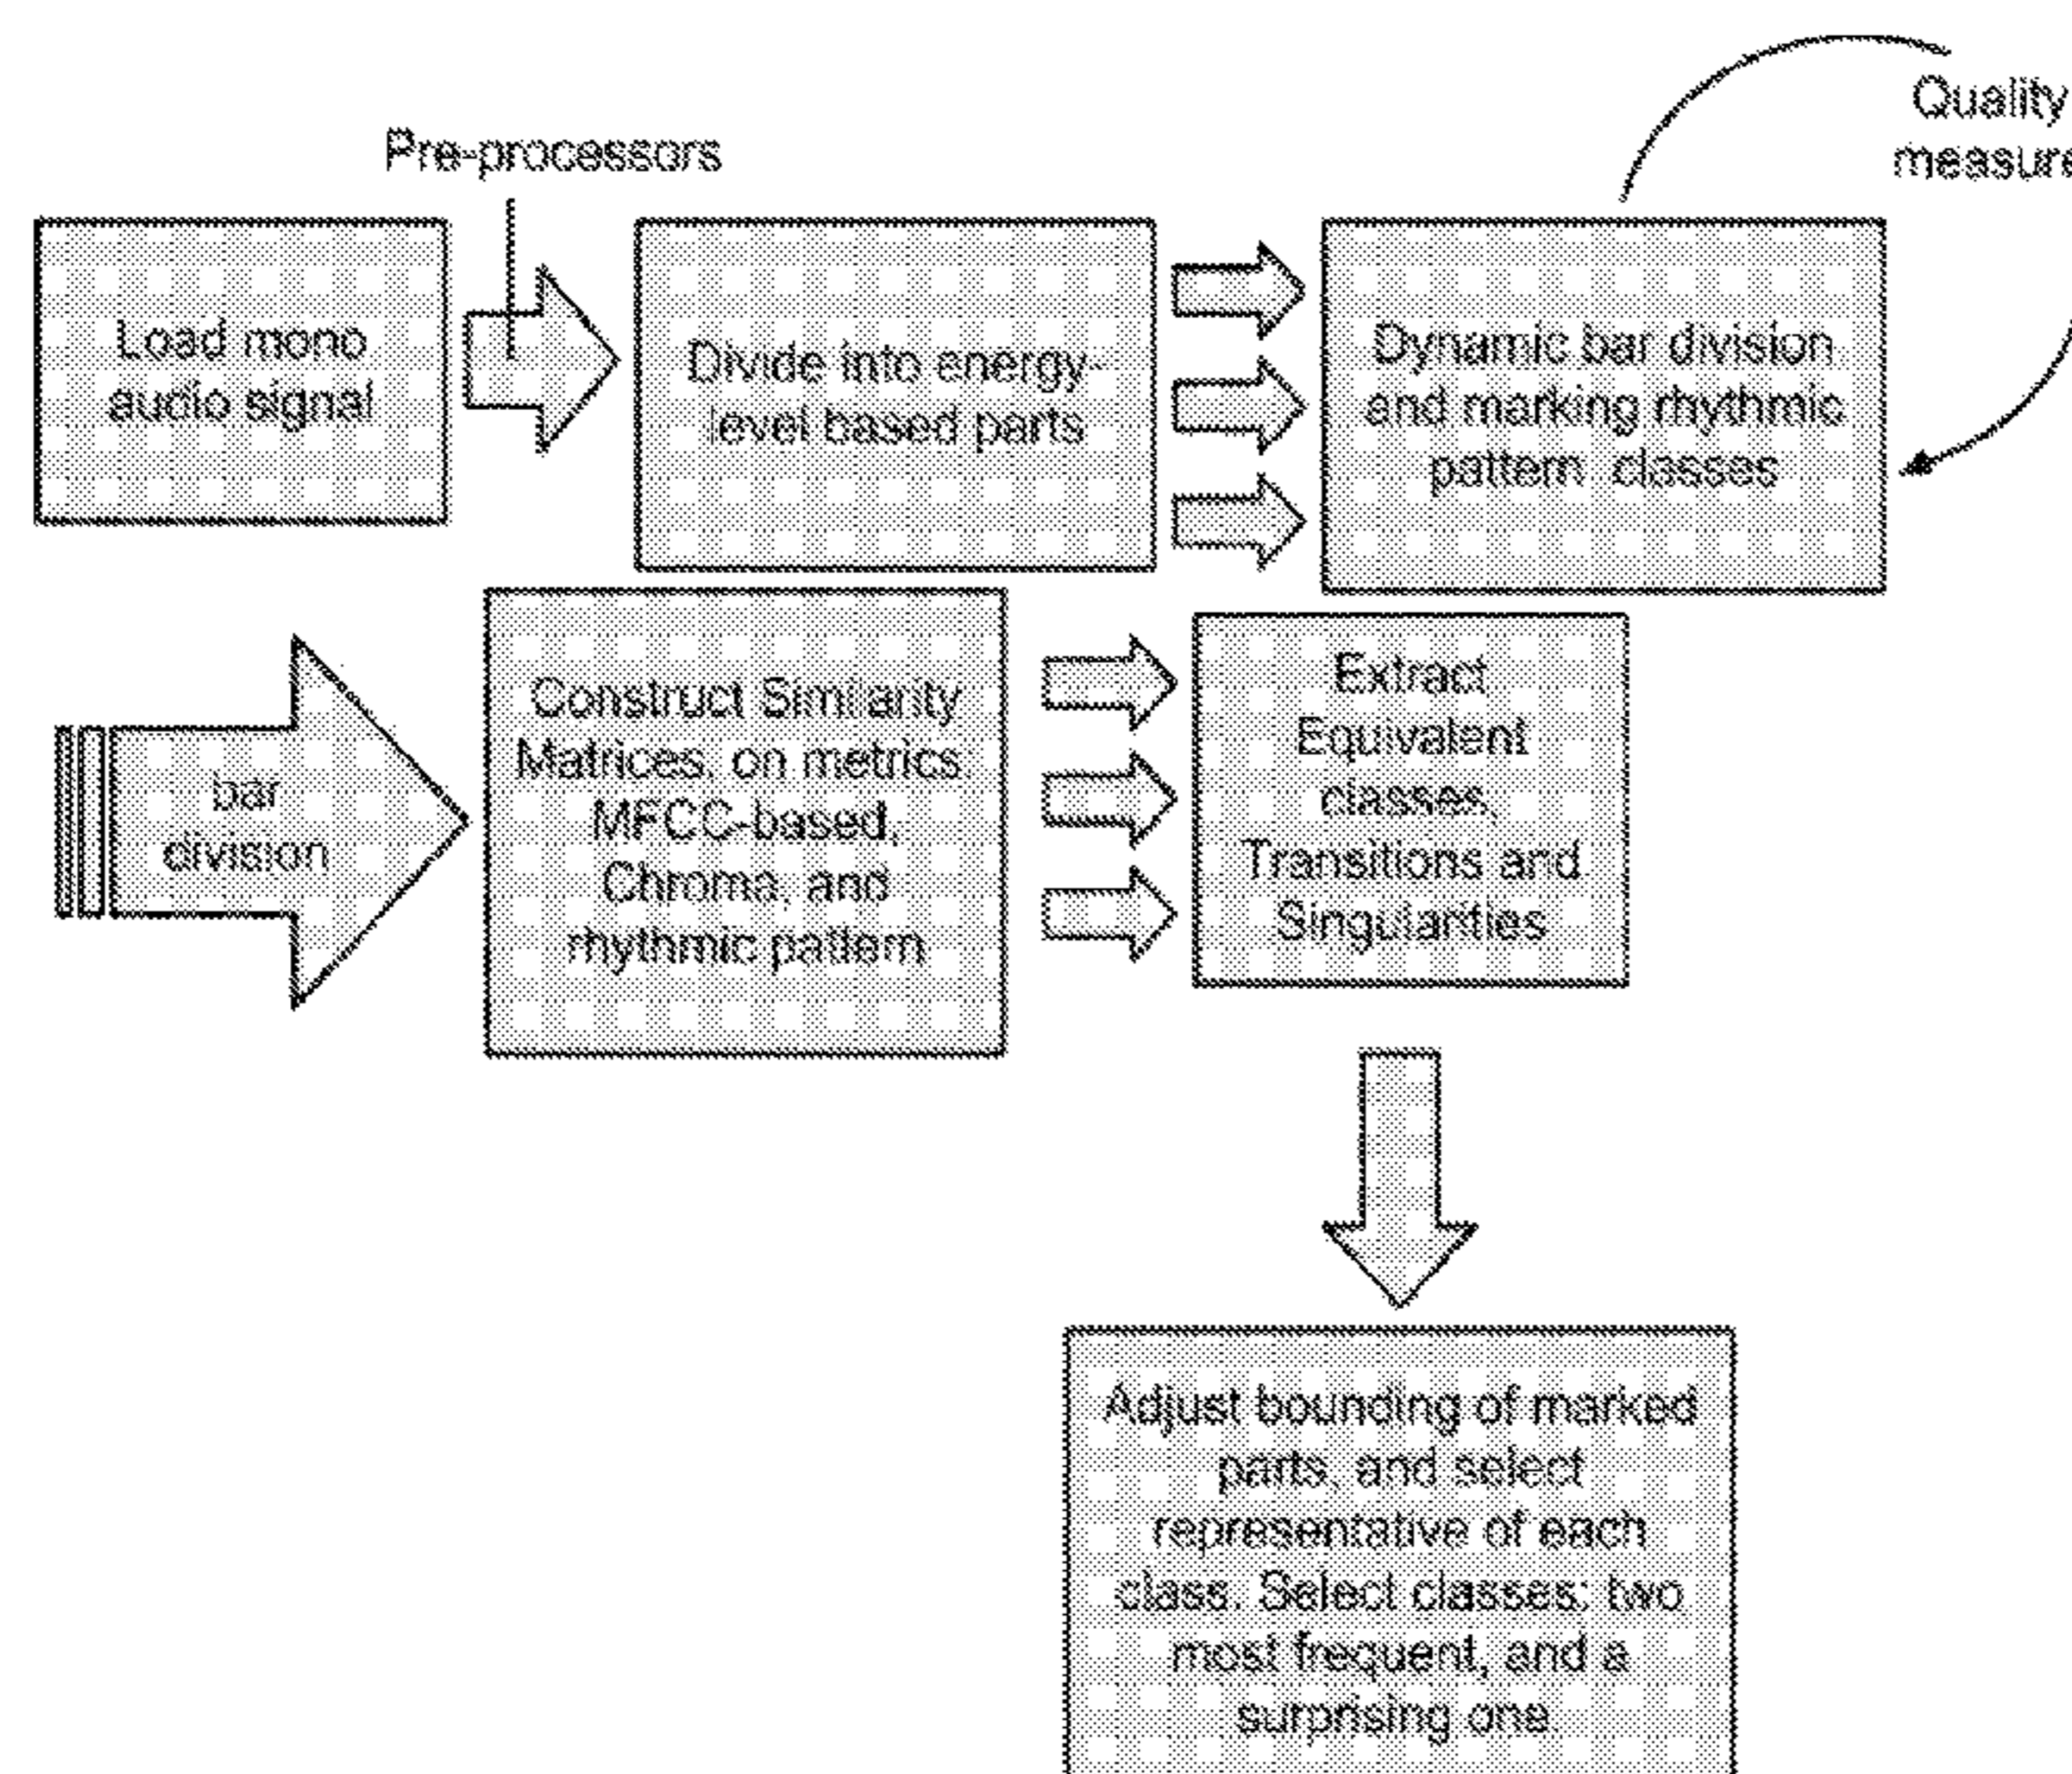 Pre-processors
Quality
measure
Load mono
audio signal
Divide into energy-
level based parts
Dynamic bar division
and marking rhythmic
pattern classes
bar
division
Construct Similarity
Matrices, on metrics:
MFCC-based,
Chroma, and
rhythmic pattern
Extract
Equivalent
classes,
Transitions and
Singularities
Adjust bounding of marked
parts, and select
representative of each
class. Select classes: two
most frequent, and a
surprising one.